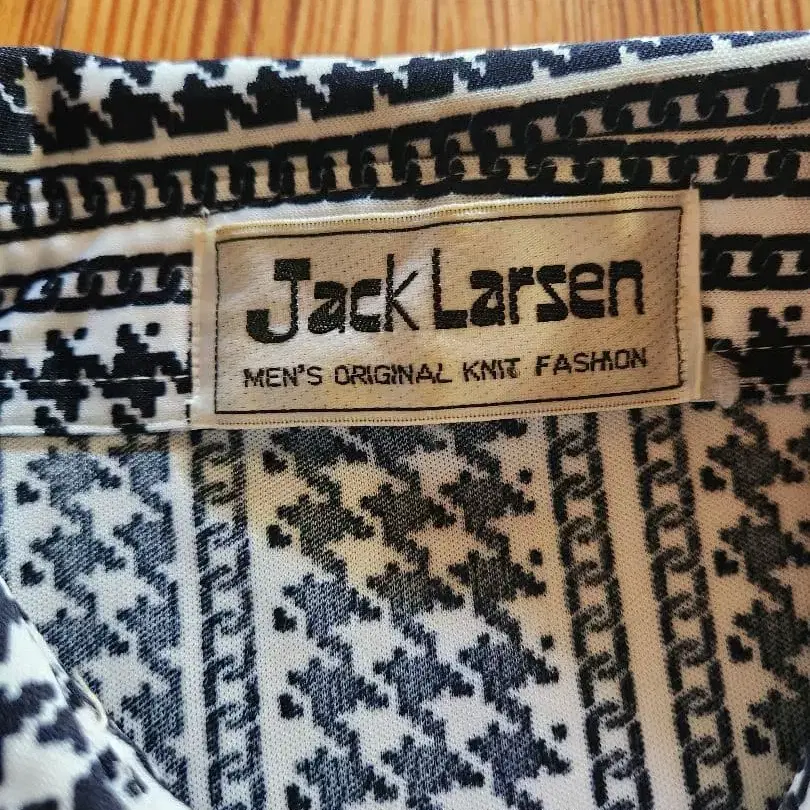 Jack Larsen
MEN'S ORIGINAL KNIT FASHION